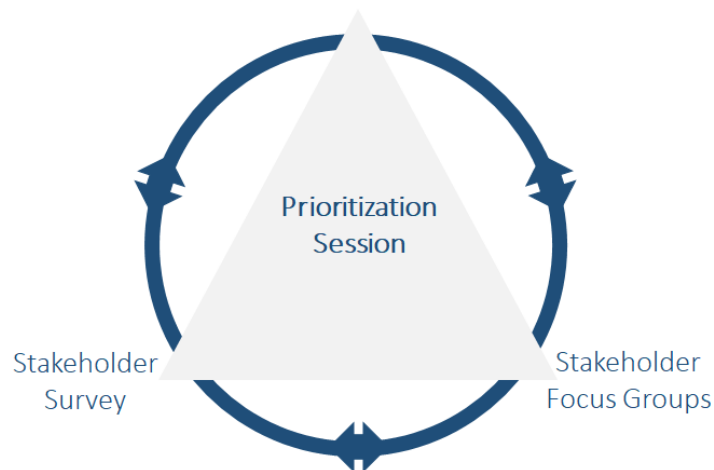 Prioritization
Session
Stakeholder
Survey
Stakeholder
Focus Groups